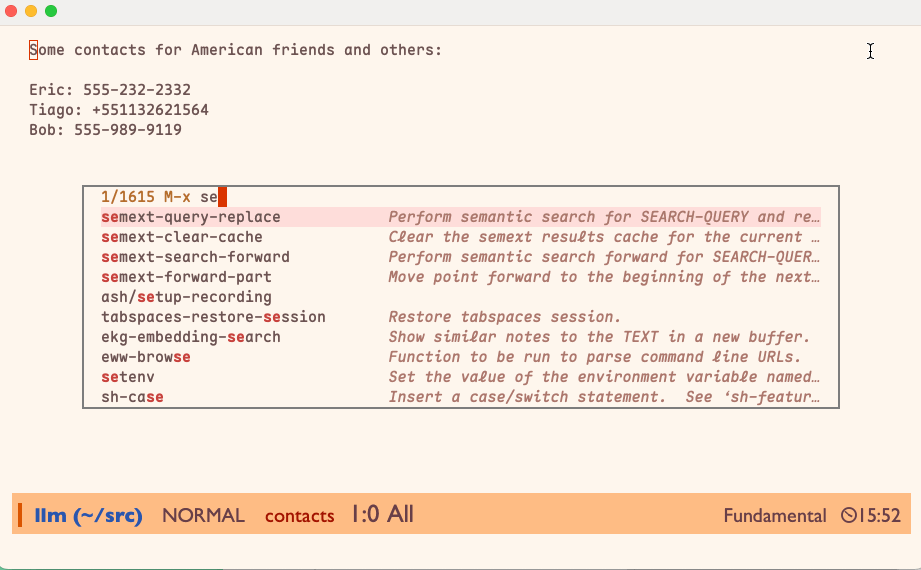 Some contacts for American friends and others:
Eric: 555-232-2332
Tiago: +551132621564
Bob: 555-989-9119
1/1615 M-x se
semext-query-replace Perform semantic search for SEARCH-QUERY and re…
semext-clear-cache Clear the semext results cache for the current …
semext-search-forward Perform semantic search forward for SEARCH-QUER…
semext-forward-part Move point forward to the beginning of the next…
ash/setup-recording
tabspaces-restore-session Restore tabspaces session.
ekg-embedding-search Show similar notes to the TEXT in a new buffer.
eww-browse Function to be run to parse command line URLs.
setenv Set the value of the environment variable named…
sh-case Insert a case/switch statement.  See ‘sh-featur…
llm (~/src) NORMAL contacts 1:0 All Fundamental 15:52